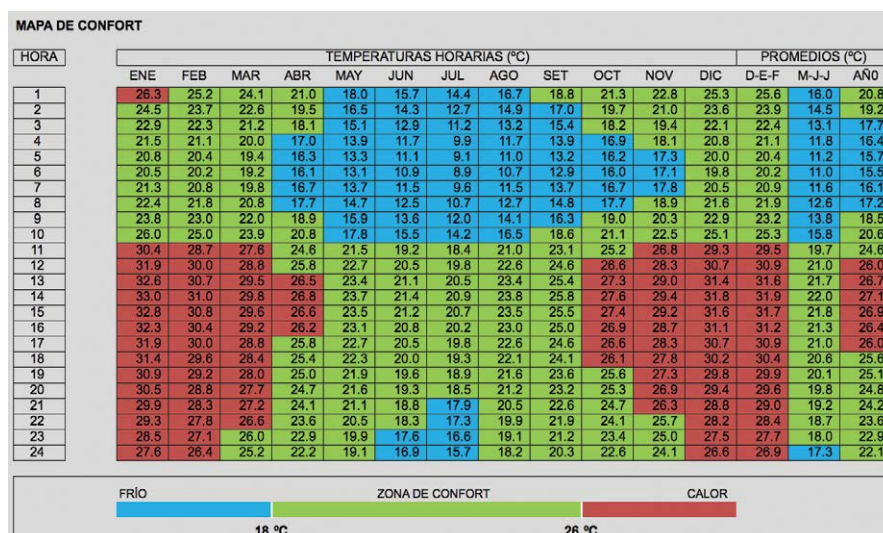 MAPA DE CONFORT
HORA TEMPERATURAS HORARIAS (ºC) PROMEDIOS (ºC)
ENE FEB MAR ABR MAY JUN JUL AGO SET OCT NOV DIC D-E-F M-J-J AÑ0
1 26.3 25.2 24.1 21.0 18.0 15.7 14.4 16.7 18.8 21.3 22.8 25.3 25.6 16.0 20.8
2 24.5 23.7 22.6 19.5 16.5 14.3 12.7 14.9 17.0 19.7 21.0 23.6 23.9 14.5 19.2
3 22.9 22.3 21.2 18.1 15.1 12.9 11.2 13.2 15.4 18.2 19.4 22.1 22.4 13.1 17.7
4 21.5 21.1 20.0 17.0 13.9 11.7 9.9 11.7 13.9 16.9 18.1 20.8 21.1 11.8 16.4
5 20.8 20.4 19.4 16.3 13.3 11.1 9.1 11.0 13.2 16.2 17.3 20.0 20.4 11.2 15.7
6 20.5 20.2 19.2 16.1 13.1 10.9 8.9 10.7 12.9 16.0 17.1 19.8 20.2 11.0 15.5
7 21.3 20.8 19.8 16.7 13.7 11.5 9.6 11.5 13.7 16.7 17.8 20.5 20.9 11.6 16.1
8 22.4 21.8 20.8 17.7 14.7 12.5 10.7 12.7 14.8 17.7 18.9 21.6 21.9 12.6 17.2
9 23.8 23.0 22.0 18.9 15.9 13.6 12.0 14.1 16.3 19.0 20.3 22.9 23.2 13.8 18.5
10 26.0 25.0 23.9 20.8 17.8 15.5 14.2 16.5 18.6 21.1 22.5 25.1 25.3 15.8 20.6
11 30.4 28.7 27.6 24.6 21.5 19.2 18.4 21.0 23.1 25.2 26.8 29.3 29.5 19.7 24.6
12 31.9 30.0 28.8 25.8 22.7 20.5 19.8 22.6 24.6 26.6 28.3 30.7 30.9 21.0 26.0
13 32.6 30.7 29.5 26.5 23.4 21.1 20.5 23.4 25.4 27.3 29.0 31.4 31.6 21.7 26.7
14 33.0 31.0 29.8 26.8 23.7 21.4 20.9 23.8 25.8 27.6 29.4 31.8 31.9 22.0 27.1
15 32.8 30.8 29.6 26.6 23.5 21.2 20.7 23.5 25.5 27.4 29.2 31.6 31.7 21.8 26.9
16 32.3 30.4 29.2 26.2 23.1 20.8 20.2 23.0 25.0 26.9 28.7 31.1 31.2 21.3 26.4
17 31.9 30.0 28.8 25.8 22.7 20.5 19.8 22.6 24.6 26.6 28.3 30.7 30.9 21.0 26.0
18 31.4 29.6 28.4 25.4 22.3 20.0 19.3 22.1 24.1 26.1 27.8 30.2 30.4 20.6 25.6
19 30.9 29.2 28.0 25.0 21.9 19.6 18.9 21.6 23.6 25.6 27.3 29.8 29.9 20.1 25.1
20 30.5 28.8 27.7 24.7 21.6 19.3 18.5 21.2 23.2 25.3 26.9 29.4 29.6 19.8 24.8
21 29.9 28.3 27.2 24.1 21.1 18.8 17.9 20.5 22.6 24.7 26.3 28.8 29.0 19.2 24.2
22 29.3 27.8 26.6 23.6 20.5 18.3 17.3 19.9 21.9 24.1 25.7 28.2 28.4 18.7 23.6
23 28.5 27.1 26.0 22.9 19.9 17.6 16.6 19.1 21.2 23.4 25.0 27.5 27.7 18.0 22.9
24 27.6 26.4 25.2 22.2 19.1 16.9 15.7 18.2 20.3 22.6 24.1 26.6 26.9 17.3 22.1
FRÍO ZONA DE CONFORT CALOR
18 ºC 26 ºC